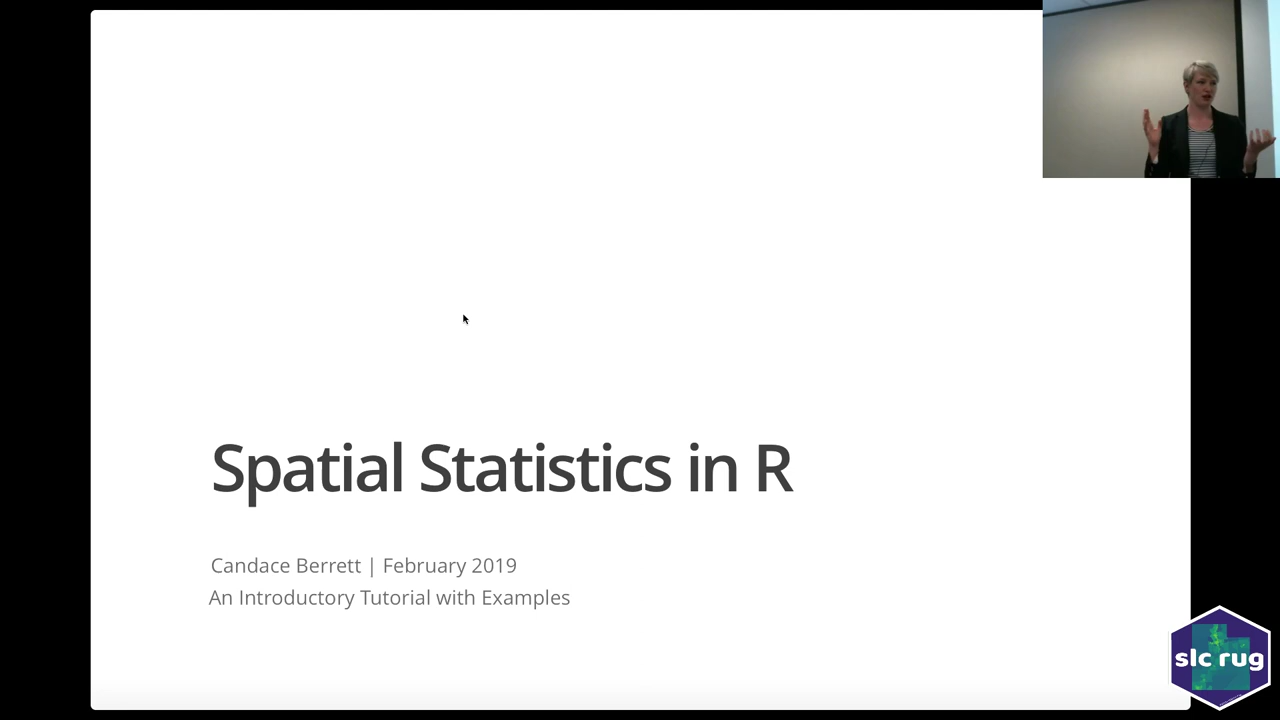 Spatial Statistics in R
Candace Berrett | February 2019
An Introductory Tutorial with Examples
slc rug